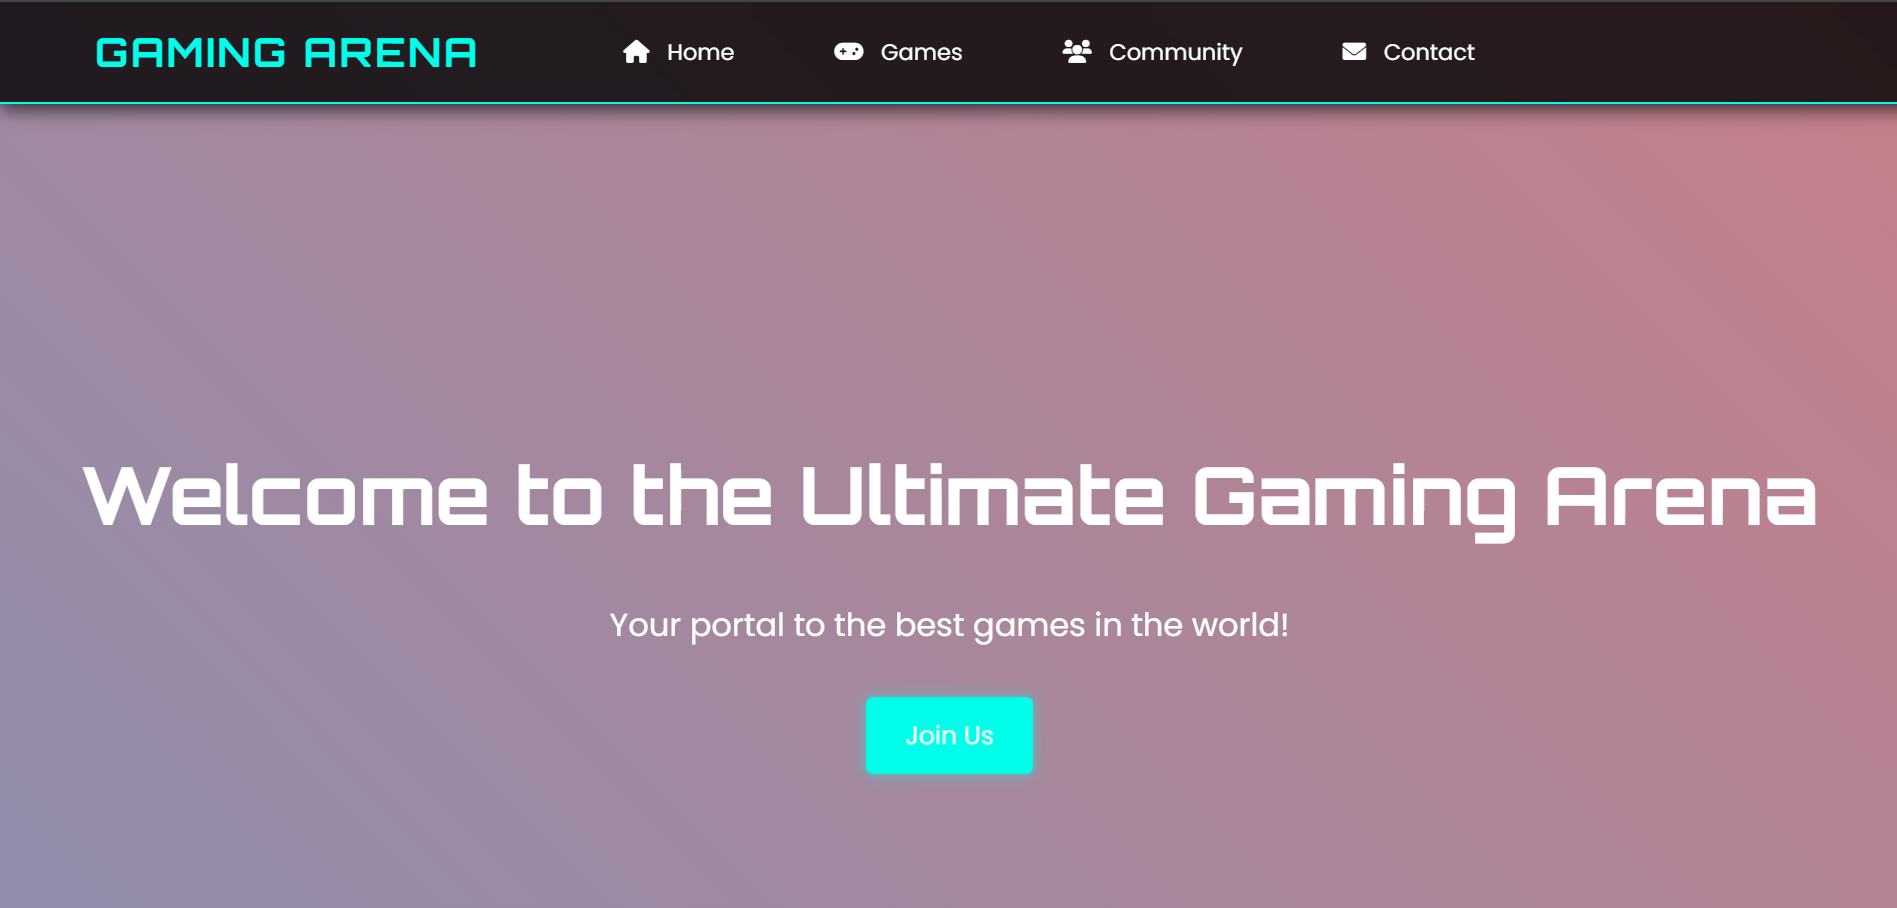 GAMING ARENA Home Games Community Contact
Welcome to the Ultimate Gaming Arena
Your portal to the best games in the world!
Join Us